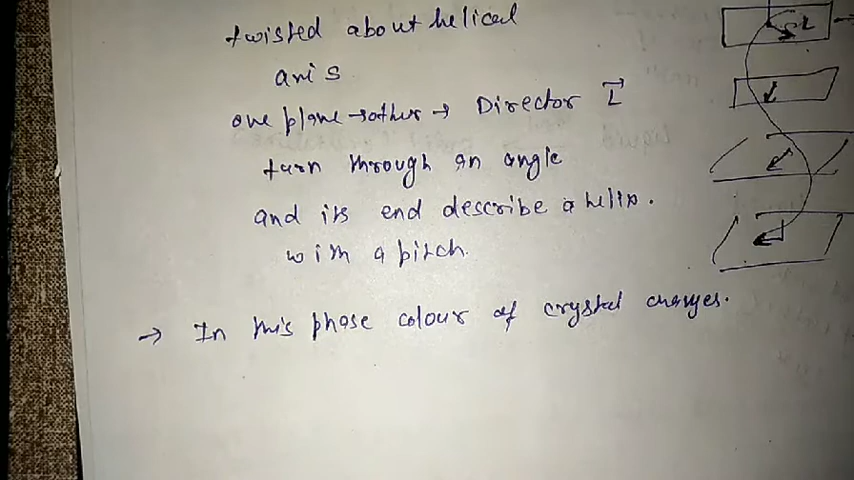 twisted about helical
axis
one plane → other → Director L⃗
turn through an angle
and its end describe a helix.
with a pitch.
→ In this phase colour of crystal changes.
L
L
L
L